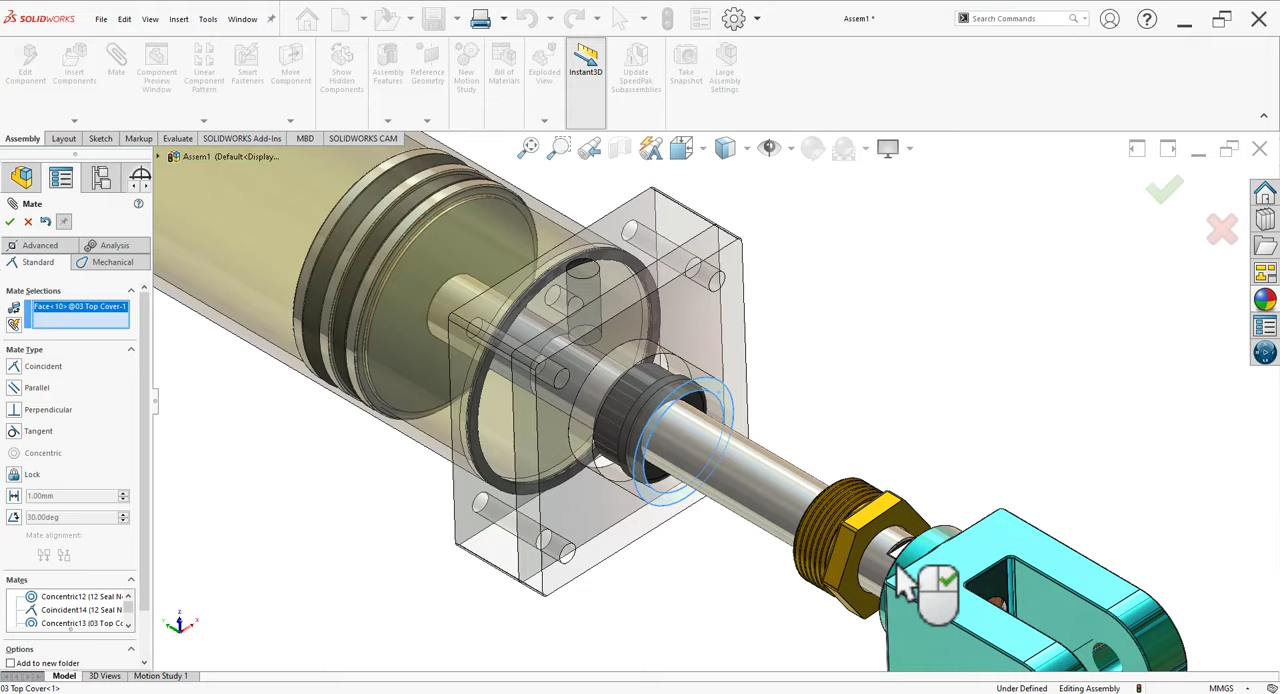 SOLIDWORKS
File Edit View Insert Tools Window
Assem1 *
Search Commands
Edit Component
Insert Components
Mate
Component Preview Window
Linear Component Pattern
Smart Fasteners
Move Component
Show Hidden Components
Assembly Features
Reference Geometry
New Motion Study
Bill of Materials
Exploded View
Instant3D
Update SpeedPak Subassemblies
Take Snapshot
Large Assembly Settings
Assembly Layout Sketch Markup Evaluate SOLIDWORKS Add-Ins MBD SOLIDWORKS CAM
Assem1 (Default<Display...
Mate
Advanced Analysis
Standard Mechanical
Mate Selections
Face<10>@03 Top Cover-1
Mate Type
Coincident
Parallel
Perpendicular
Tangent
Concentric
Lock
1.00mm
30.00deg
Mate alignment:
Mates
Concentric12 (12 Seal N
Coincident14 (12 Seal N
Concentric13 (03 Top Co
Options
Add to new folder
Z
X
Y
Model 3D Views Motion Study 1
03 Top Cover<1>
Under Defined Editing Assembly MMGS